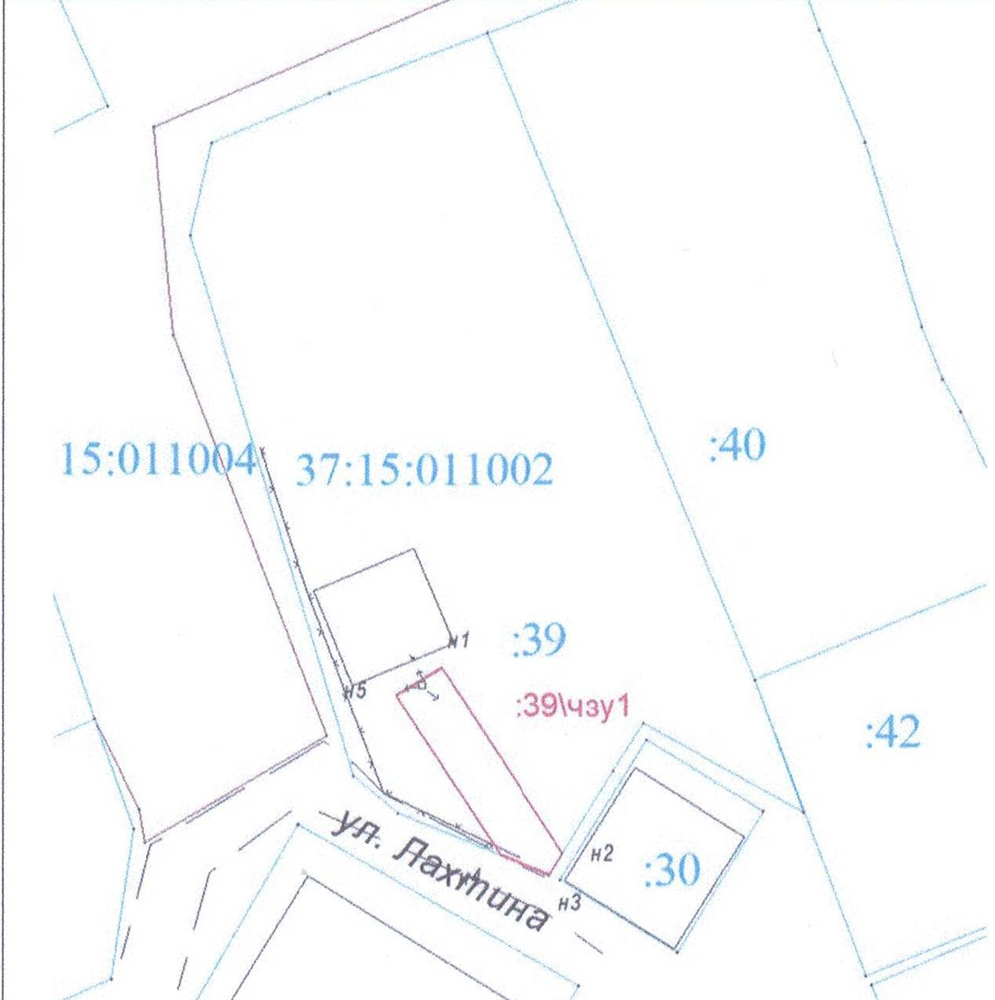 :40
15:011004
37:15:011002
:39
н1
н5
:39\чзу1
:42
ул. Лахтина
н2
:30
н3